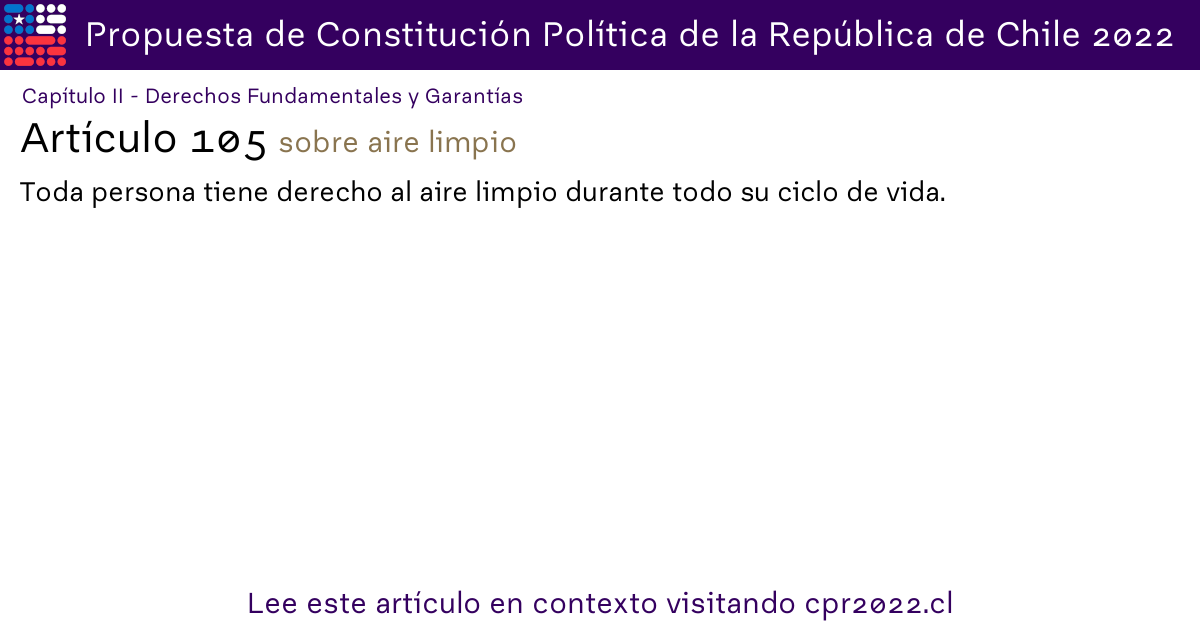 Propuesta de Constitución Política de la República de Chile 2022
Capítulo II - Derechos Fundamentales y Garantías
Artículo 105 sobre aire limpio
Toda persona tiene derecho al aire limpio durante todo su ciclo de vida.
Lee este artículo en contexto visitando cpr2022.cl